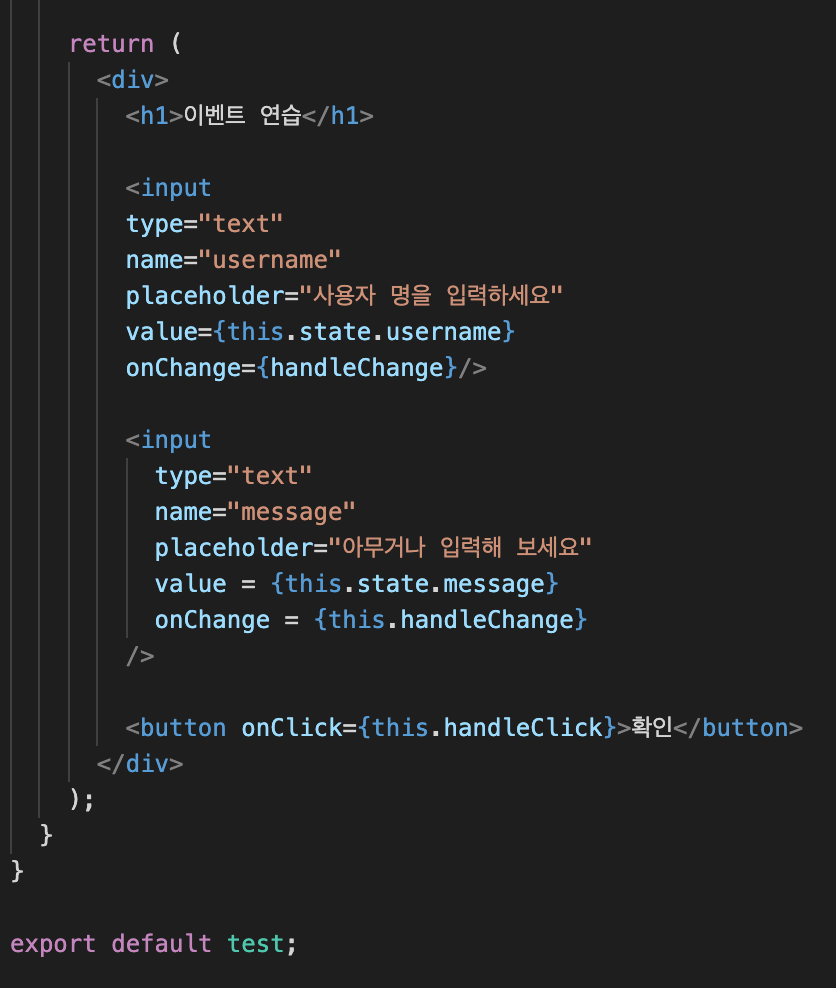 return (
<div>
<h1>이벤트 연습</h1>
<input
type="text"
name="username"
placeholder="사용자 명을 입력하세요"
value={this.state.username}
onChange={handleChange}/>
<input
type="text"
name="message"
placeholder="아무거나 입력해 보세요"
value = {this.state.message}
onChange = {this.handleChange}
/>
<button onClick={this.handleClick}>확인</button>
</div>
);
}
}
export default test;